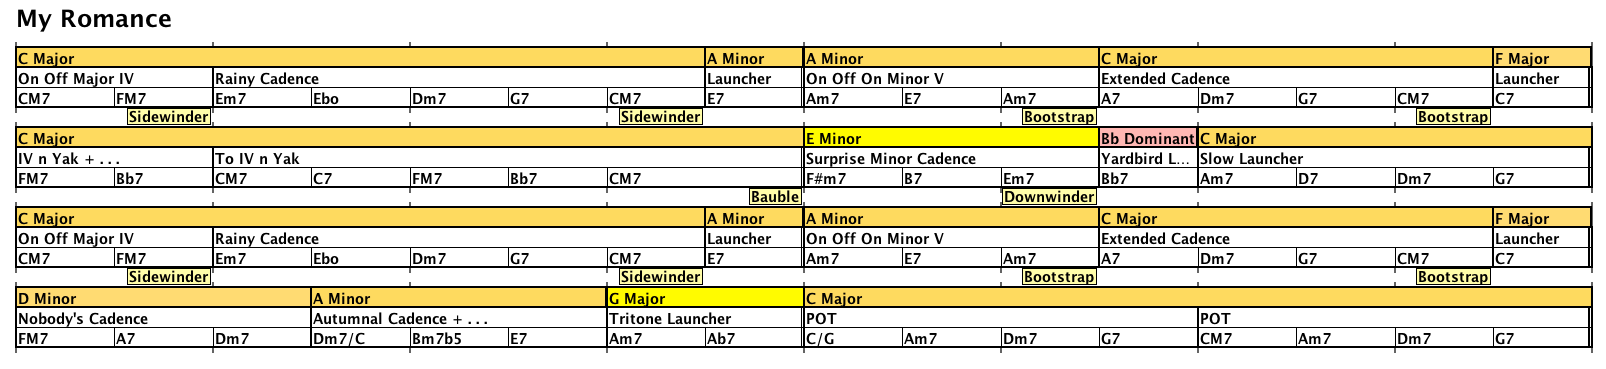 My Romance
C Major A Minor A Minor C Major F Major
On Off Major IV Rainy Cadence Launcher On Off On Minor V Extended Cadence Launcher
CM7 FM7 Em7 Ebo Dm7 G7 CM7 E7 Am7 E7 Am7 A7 Dm7 G7 CM7 C7
Sidewinder Sidewinder Bootstrap Bootstrap
C Major E Minor Bb Dominant C Major
IV n Yak + . . . To IV n Yak Surprise Minor Cadence Yardbird L... Slow Launcher
FM7 Bb7 CM7 C7 FM7 Bb7 CM7 F#m7 B7 Em7 Bb7 Am7 D7 Dm7 G7
Bauble Downwinder
C Major A Minor A Minor C Major F Major
On Off Major IV Rainy Cadence Launcher On Off On Minor V Extended Cadence Launcher
CM7 FM7 Em7 Ebo Dm7 G7 CM7 E7 Am7 E7 Am7 A7 Dm7 G7 CM7 C7
Sidewinder Sidewinder Bootstrap Bootstrap
D Minor A Minor G Major C Major
Nobody's Cadence Autumnal Cadence + . . . Tritone Launcher POT POT
FM7 A7 Dm7 Dm7/C Bm7b5 E7 Am7 Ab7 C/G Am7 Dm7 G7 CM7 Am7 Dm7 G7